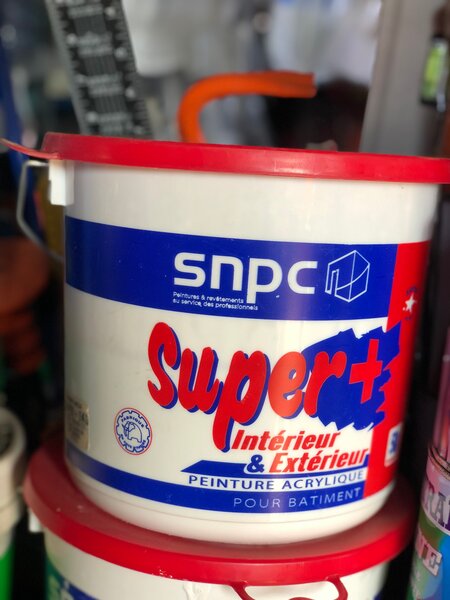 snpc
Peintures & revêtements
au service des professionnels
Super+
Intérieur
& Extérieur
PEINTURE ACRYLIQUE
POUR BATIMENT